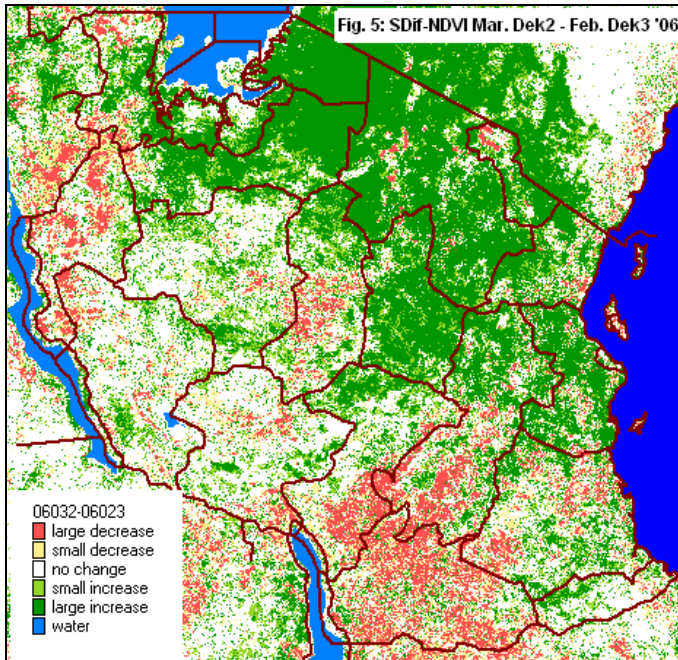 Fig. 5: SDif-NDVI Mar. Dek2 - Feb. Dek3 '06
06032-06023
large decrease
small decrease
no change
small increase
large increase
water